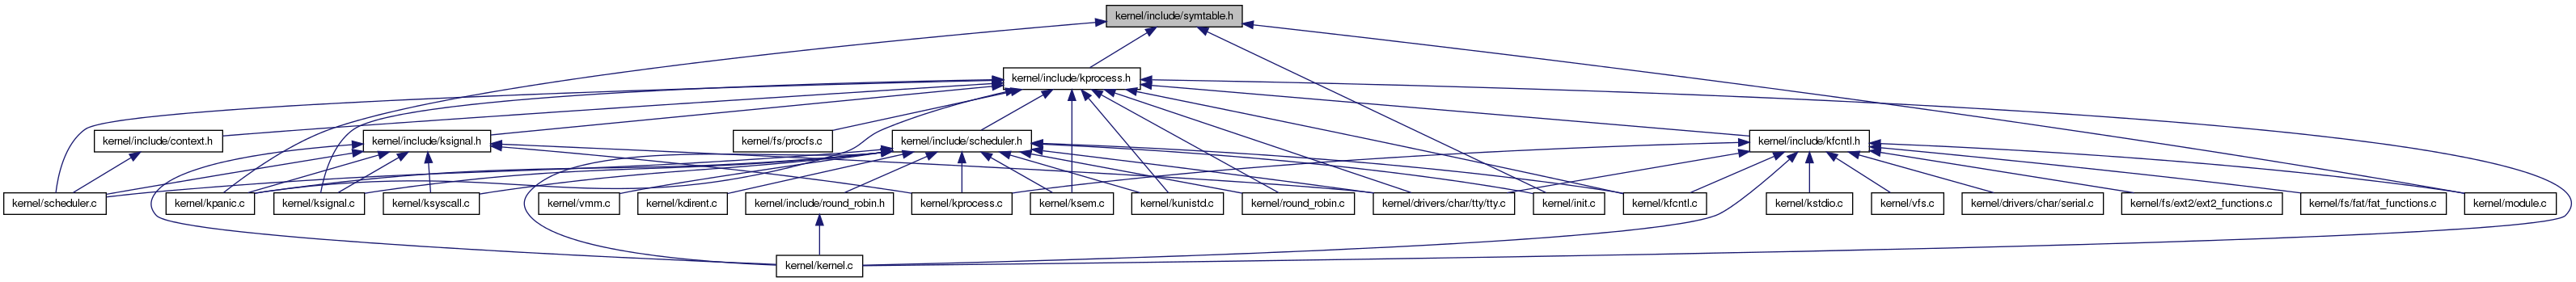 kernel/include/symtable.h
kernel/include/kprocess.h
kernel/include/context.h
kernel/include/ksignal.h
kernel/fs/procfs.c
kernel/include/scheduler.h
kernel/include/kfcntl.h
kernel/scheduler.c
kernel/kpanic.c
kernel/ksignal.c
kernel/ksyscall.c
kernel/vmm.c
kernel/kdirent.c
kernel/include/round_robin.h
kernel/kprocess.c
kernel/ksem.c
kernel/kunistd.c
kernel/round_robin.c
kernel/drivers/char/tty/tty.c
kernel/init.c
kernel/kfcntl.c
kernel/kstdio.c
kernel/vfs.c
kernel/drivers/char/serial.c
kernel/fs/ext2/ext2_functions.c
kernel/fs/fat/fat_functions.c
kernel/module.c
kernel/kernel.c